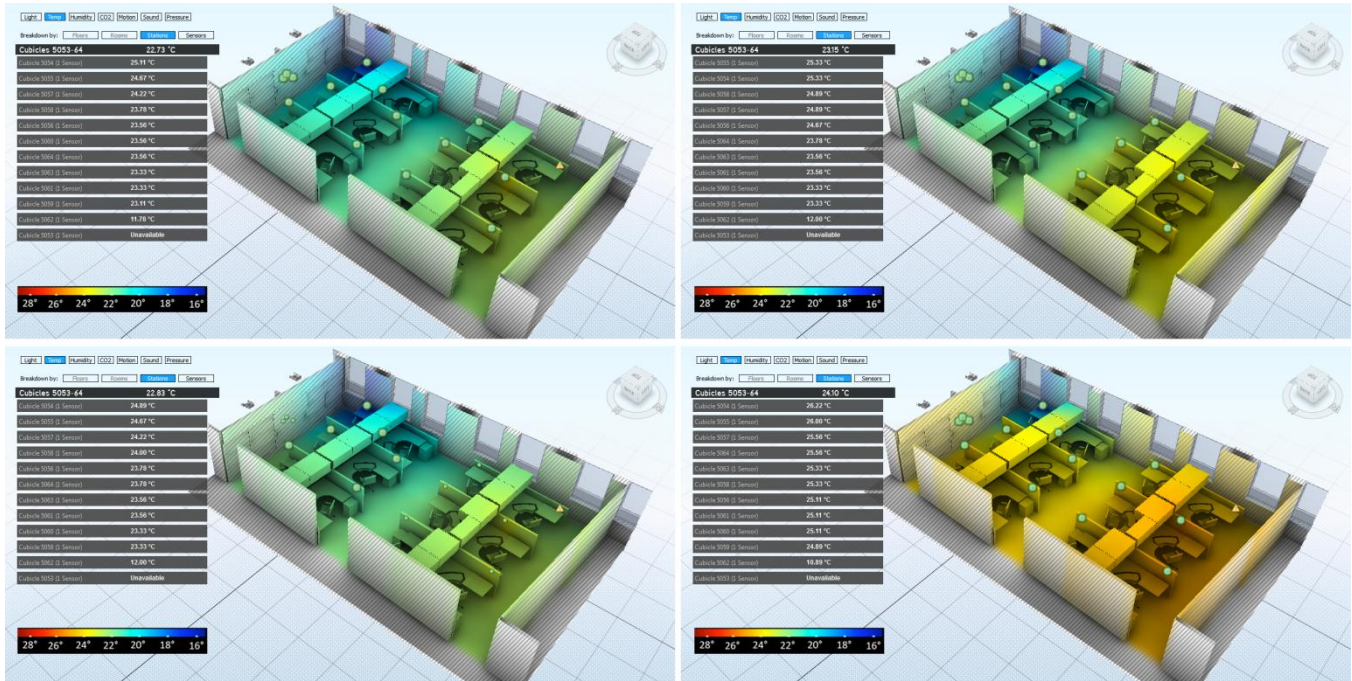 Light Temp Humidity CO2 Motion Sound Pressure
Breakdown by: Floors Rooms Stations Sensors
Cubicles 5053-64 22.73 °C
Cubicle 5054 (1 Sensor) 25.11 °C
Cubicle 5055 (1 Sensor) 24.67 °C
Cubicle 5057 (1 Sensor) 24.22 °C
Cubicle 5058 (1 Sensor) 23.78 °C
Cubicle 5056 (1 Sensor) 23.56 °C
Cubicle 5060 (1 Sensor) 23.56 °C
Cubicle 5064 (1 Sensor) 23.56 °C
Cubicle 5063 (1 Sensor) 23.33 °C
Cubicle 5061 (1 Sensor) 23.33 °C
Cubicle 5059 (1 Sensor) 23.11 °C
Cubicle 5062 (1 Sensor) 11.78 °C
Cubicle 5053 (1 Sensor) Unavailable
28° 26° 24° 22° 20° 18° 16°
Light Temp Humidity CO2 Motion Sound Pressure
Breakdown by: Floors Rooms Stations Sensors
Cubicles 5053-64 23.15 °C
Cubicle 5055 (1 Sensor) 25.33 °C
Cubicle 5054 (1 Sensor) 25.33 °C
Cubicle 5058 (1 Sensor) 24.89 °C
Cubicle 5057 (1 Sensor) 24.89 °C
Cubicle 5056 (1 Sensor) 24.67 °C
Cubicle 5064 (1 Sensor) 23.78 °C
Cubicle 5063 (1 Sensor) 23.56 °C
Cubicle 5061 (1 Sensor) 23.56 °C
Cubicle 5060 (1 Sensor) 23.33 °C
Cubicle 5059 (1 Sensor) 23.33 °C
Cubicle 5062 (1 Sensor) 12.00 °C
Cubicle 5053 (1 Sensor) Unavailable
28° 26° 24° 22° 20° 18° 16°
Light Temp Humidity CO2 Motion Sound Pressure
Breakdown by: Floors Rooms Stations Sensors
Cubicles 5053-64 22.83 °C
Cubicle 5054 (1 Sensor) 24.89 °C
Cubicle 5055 (1 Sensor) 24.67 °C
Cubicle 5057 (1 Sensor) 24.22 °C
Cubicle 5058 (1 Sensor) 24.00 °C
Cubicle 5056 (1 Sensor) 23.78 °C
Cubicle 5064 (1 Sensor) 23.78 °C
Cubicle 5063 (1 Sensor) 23.56 °C
Cubicle 5061 (1 Sensor) 23.56 °C
Cubicle 5060 (1 Sensor) 23.33 °C
Cubicle 5059 (1 Sensor) 23.33 °C
Cubicle 5062 (1 Sensor) 12.00 °C
Cubicle 5053 (1 Sensor) Unavailable
28° 26° 24° 22° 20° 18° 16°
Light Temp Humidity CO2 Motion Sound Pressure
Breakdown by: Floors Rooms Stations Sensors
Cubicles 5053-64 24.10 °C
Cubicle 5054 (1 Sensor) 26.22 °C
Cubicle 5055 (1 Sensor) 26.00 °C
Cubicle 5057 (1 Sensor) 25.56 °C
Cubicle 5064 (1 Sensor) 25.56 °C
Cubicle 5063 (1 Sensor) 25.33 °C
Cubicle 5058 (1 Sensor) 25.33 °C
Cubicle 5056 (1 Sensor) 25.11 °C
Cubicle 5061 (1 Sensor) 25.11 °C
Cubicle 5060 (1 Sensor) 25.11 °C
Cubicle 5059 (1 Sensor) 24.89 °C
Cubicle 5062 (1 Sensor) 10.89 °C
Cubicle 5053 (1 Sensor) Unavailable
28° 26° 24° 22° 20° 18° 16°